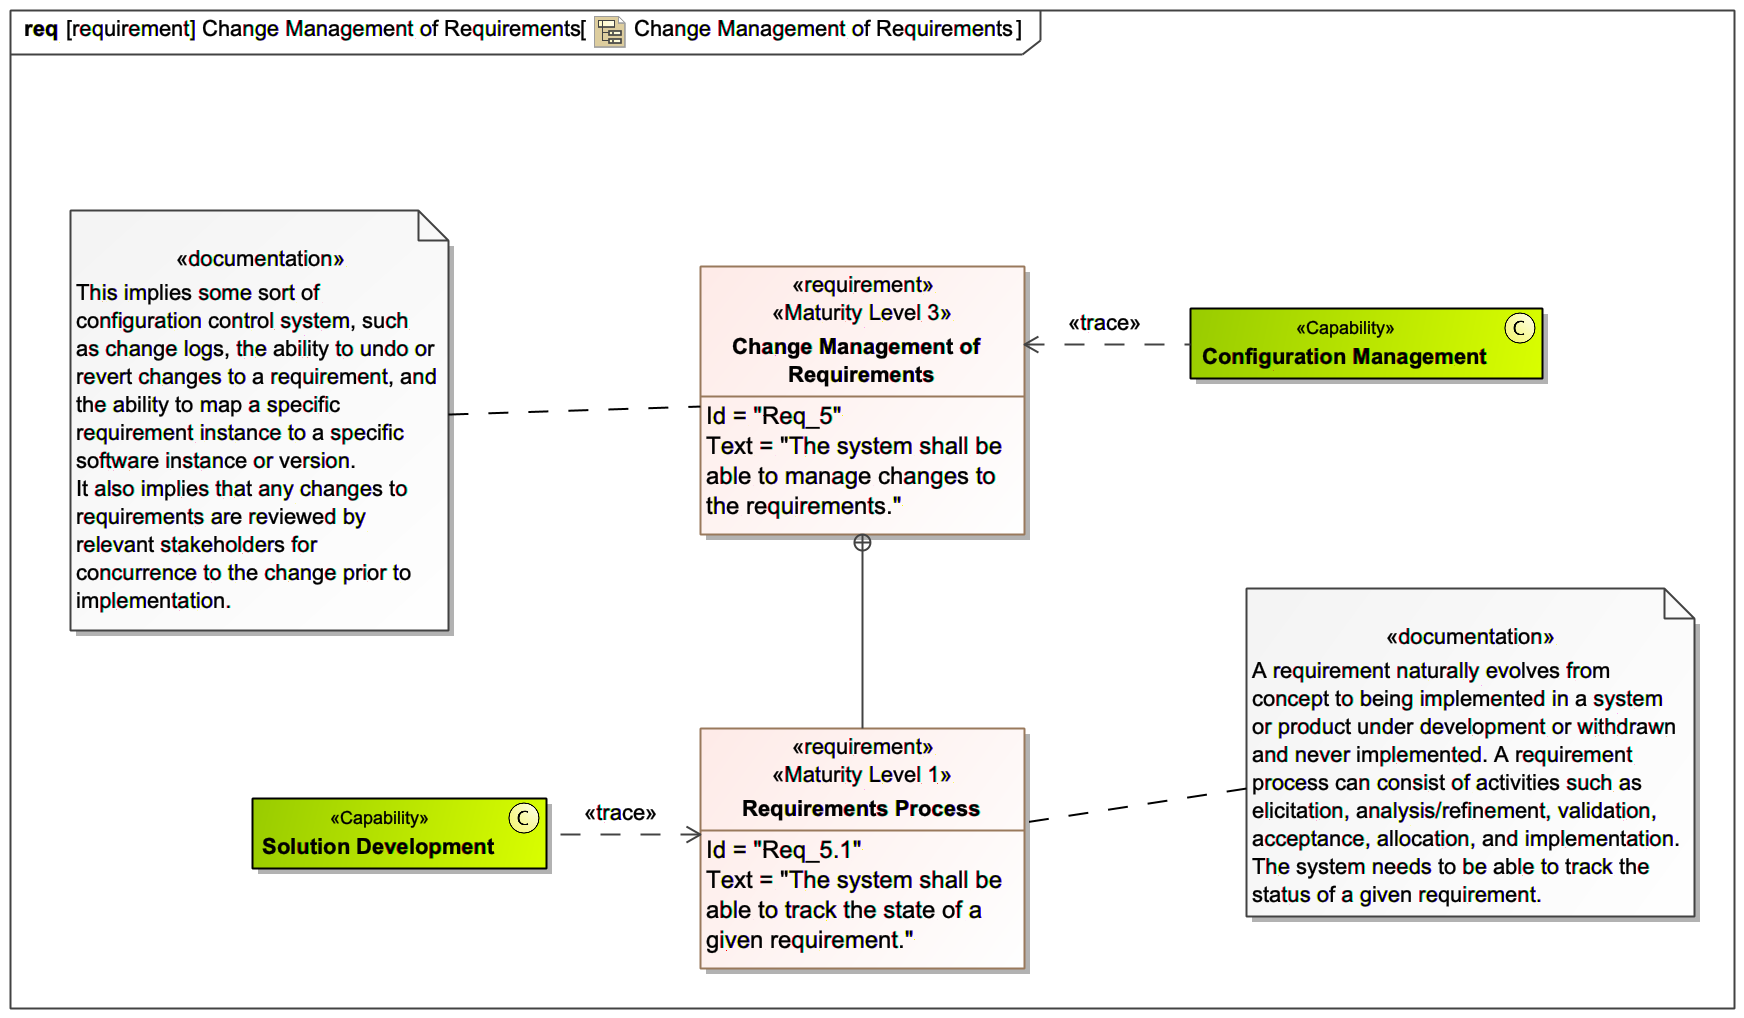 req [requirement] Change Management of Requirements[ Change Management of Requirements ]
«documentation»
This implies some sort of
configuration control system, such
as change logs, the ability to undo or
revert changes to a requirement, and
the ability to map a specific
requirement instance to a specific
software instance or version.
It also implies that any changes to
requirements are reviewed by
relevant stakeholders for
concurrence to the change prior to
implementation.
«requirement»
«Maturity Level 3»
Change Management of
Requirements
Id = "Req_5"
Text = "The system shall be
able to manage changes to
the requirements."
«trace»
«Capability»
C
Configuration Management
«Capability»
C
Solution Development
«trace»
«requirement»
«Maturity Level 1»
Requirements Process
Id = "Req_5.1"
Text = "The system shall be
able to track the state of a
given requirement."
«documentation»
A requirement naturally evolves from
concept to being implemented in a system
or product under development or withdrawn
and never implemented. A requirement
process can consist of activities such as
elicitation, analysis/refinement, validation,
acceptance, allocation, and implementation.
The system needs to be able to track the
status of a given requirement.